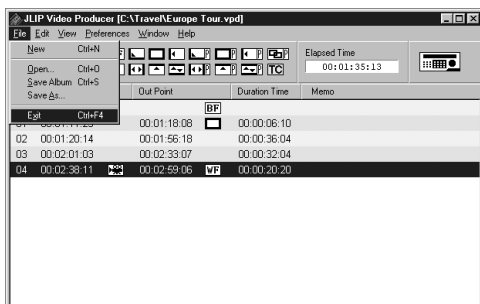 JLIP Video Producer [C:\Travel\Europe Tour.vpd]
File Edit View Preferences Window Help
New Ctrl+N
Open... Ctrl+O
Save Album Ctrl+S
Save As...
Exit Ctrl+F4
P P P P
P P P TC
Elapsed Time
00:01:35:13
Out Point Duration Time Memo
BF
00:01:18:08 00:00:06:10
02 00:01:20:14 00:01:56:18 00:00:36:04
03 00:02:01:03 00:02:33:07 00:00:32:04
04 00:02:38:11 00:02:59:06 WF 00:00:20:20